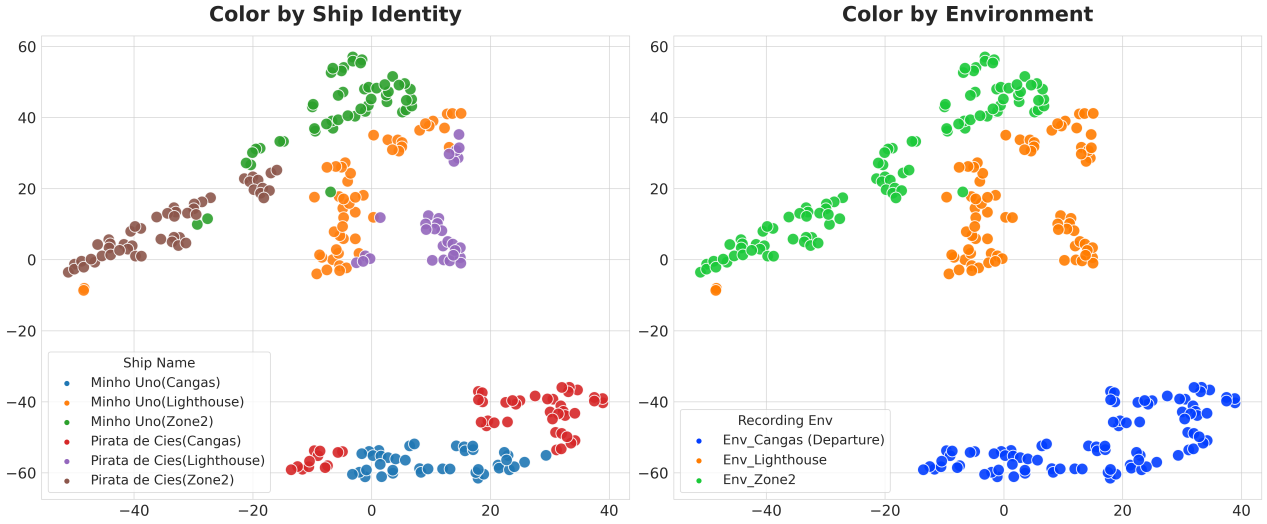 Color by Ship Identity
60
40
20
0
−20
−40
−60
−40
−20
0
20
40
Ship Name
Minho Uno(Cangas)
Minho Uno(Lighthouse)
Minho Uno(Zone2)
Pirata de Cies(Cangas)
Pirata de Cies(Lighthouse)
Pirata de Cies(Zone2)
Color by Environment
60
40
20
0
−20
−40
−60
−40
−20
0
20
40
Recording Env
Env_Cangas (Departure)
Env_Lighthouse
Env_Zone2